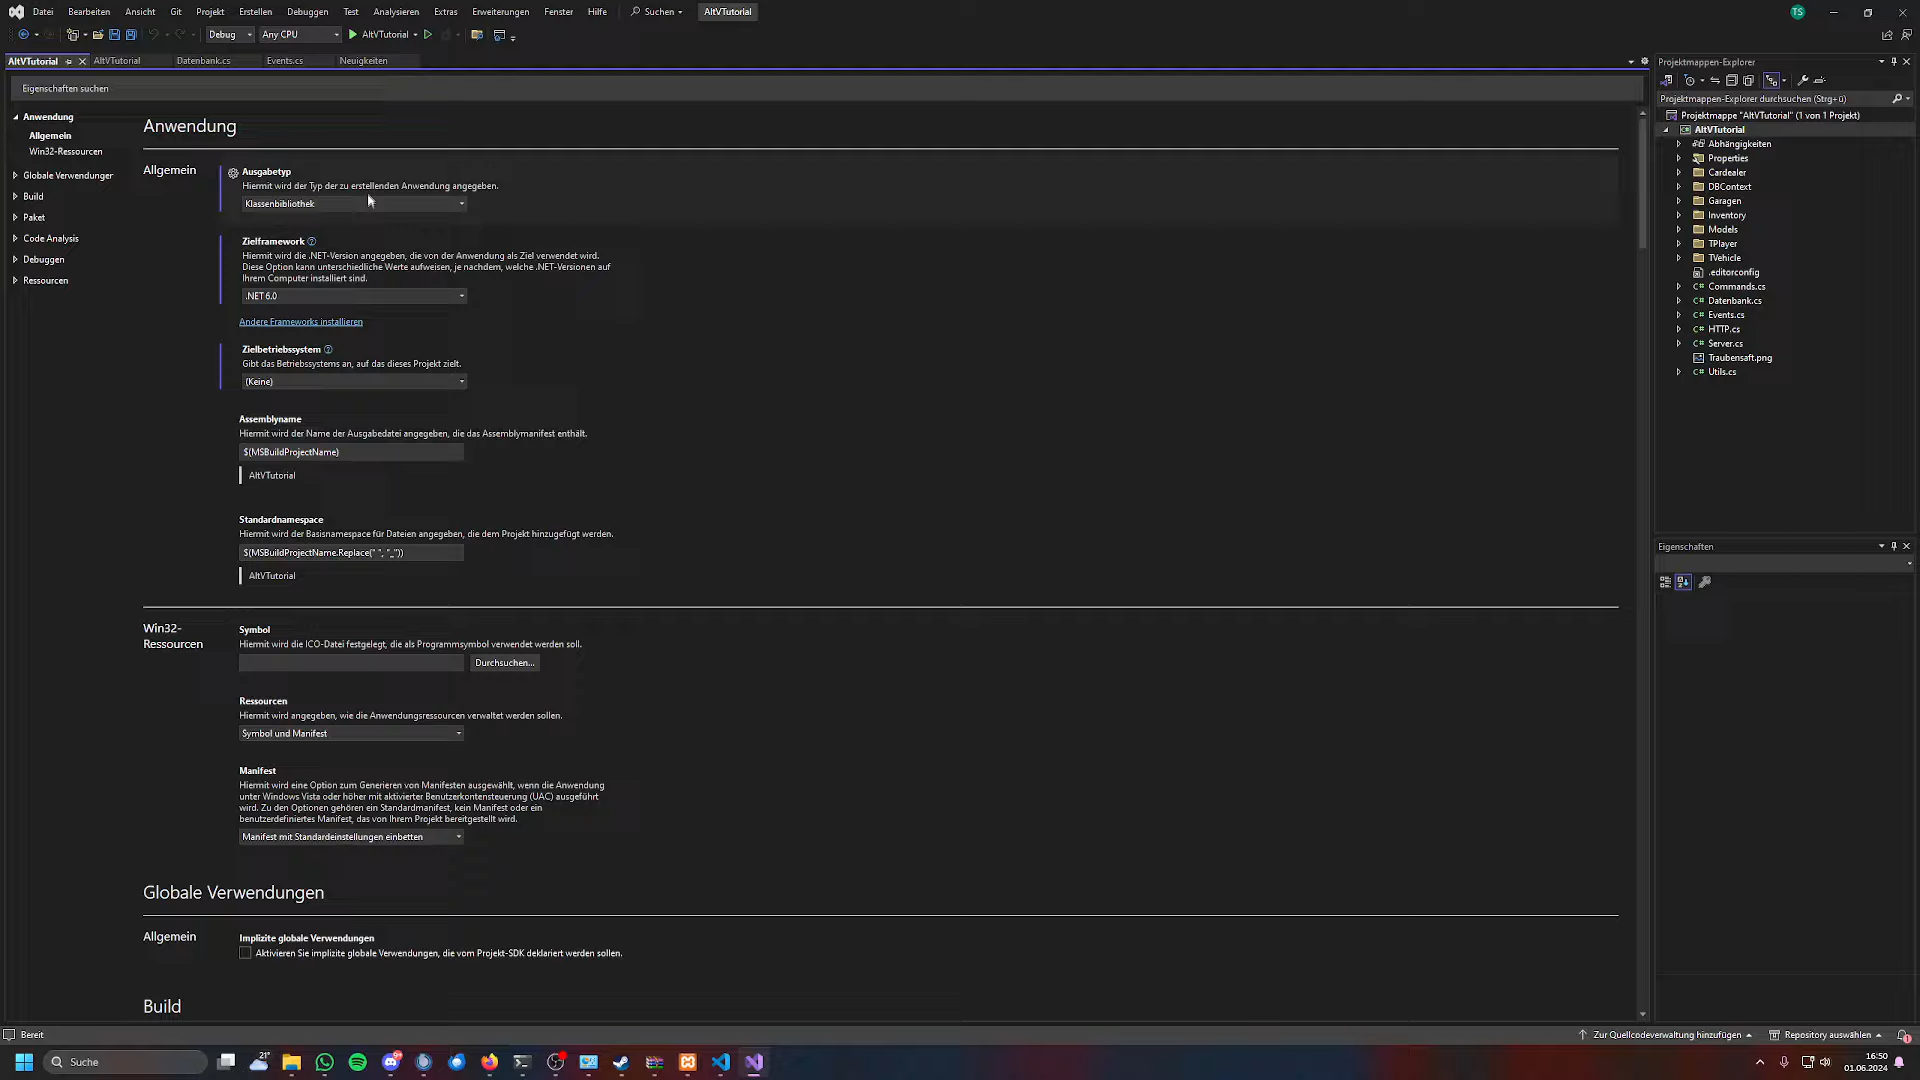 Datei Bearbeiten Ansicht Git Projekt Erstellen Debuggen Test Analysieren Extras Erweiterungen Fenster Hilfe Suchen AltVTutorial TS
Debug Any CPU AltVTutorial
AltVTutorial AltVTutorial Datenbank.cs Events.cs Neuigkeiten
Eigenschaften suchen
Anwendung
Allgemein
Win32-Ressourcen
Globale Verwendungen
Build
Paket
Code Analysis
Debuggen
Ressourcen
Anwendung
Allgemein
Ausgabetyp
Hiermit wird der Typ der zu erstellenden Anwendung angegeben.
Klassenbibliothek
Zielframework
Hiermit wird die .NET-Version angegeben, die von der Anwendung als Ziel verwendet wird.
Diese Option kann unterschiedliche Werte aufweisen, je nachdem, welche .NET-Versionen auf
Ihrem Computer installiert sind.
.NET 6.0
Andere Frameworks installieren
Zielbetriebssystem
Gibt das Betriebssystems an, auf das dieses Projekt zielt.
(Keine)
Assemblyname
Hiermit wird der Name der Ausgabedatei angegeben, die das Assemblymanifest enthält.
$(MSBuildProjectName)
AltVTutorial
Standardnamespace
Hiermit wird der Basisnamespace für Dateien angegeben, die dem Projekt hinzugefügt werden.
$(MSBuildProjectName.Replace(" ", "_"))
AltVTutorial
Win32-
Ressourcen
Symbol
Hiermit wird die ICO-Datei festgelegt, die als Programmsymbol verwendet werden soll.
Durchsuchen...
Ressourcen
Hiermit wird angegeben, wie die Anwendungsressourcen verwaltet werden sollen.
Symbol und Manifest
Manifest
Hiermit wird eine Option zum Generieren von Manifesten ausgewählt, wenn die Anwendung
unter Windows Vista oder höher mit aktivierter Benutzerkontensteuerung (UAC) ausgeführt
wird. Zu den Optionen gehören ein Standardmanifest, kein Manifest oder ein
benutzerdefiniertes Manifest, das von Ihrem Projekt bereitgestellt wird.
Manifest mit Standardeinstellungen einbetten
Globale Verwendungen
Allgemein
Implizite globale Verwendungen
Aktivieren Sie implizite globale Verwendungen, die vom Projekt-SDK deklariert werden sollen.
Build
Projektmappen-Explorer
Projektmappen-Explorer durchsuchen (Strg+ü)
Projektmappe "AltVTutorial" (1 von 1 Projekt)
AltVTutorial
Abhängigkeiten
Properties
Cardealer
DBContext
Garagen
Inventory
Models
TPlayer
TVehicle
.editorconfig
C# Commands.cs
C# Datenbank.cs
C# Events.cs
C# HTTP.cs
C# Server.cs
Traubensaft.png
C# Utils.cs
Eigenschaften
Bereit
Zur Quellcodeverwaltung hinzufügen Repository auswählen
Suche
21°
16:50
01.06.2024